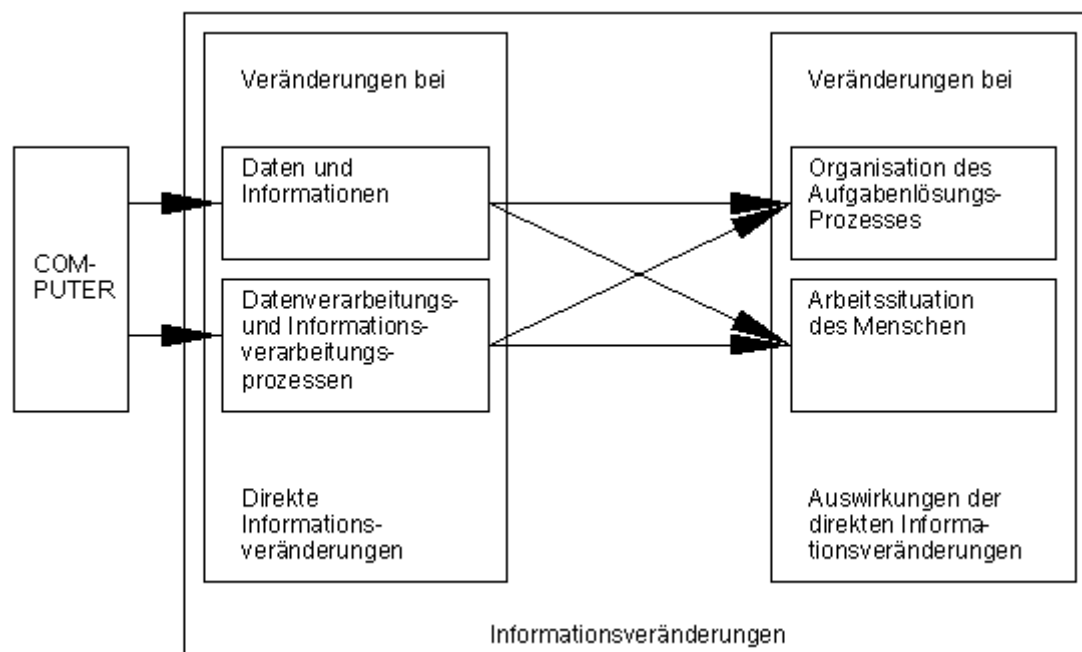 Veränderungen bei
Veränderungen bei
COM-
PUTER
Daten und
Informationen
Datenverarbeitungs-
und Informations-
verarbeitungs-
prozessen
Organisation des
Aufgabenlösungs-
Prozesses
Arbeitssituation
des Menschen
Direkte
Informations-
veränderungen
Auswirkungen der
direkten Informa-
tionsveränderungen
Informationsveränderungen